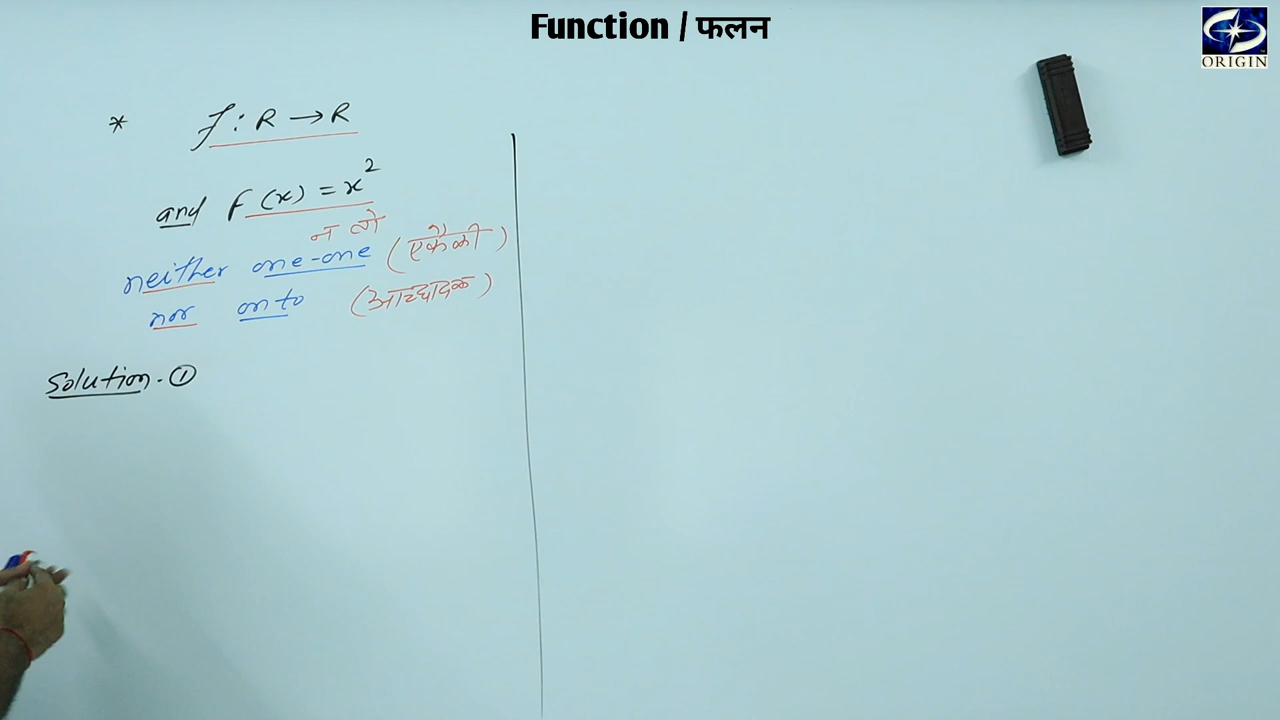 Function / फलन
ORIGIN
* f : R → R
and f(x) = x²
न तो
neither one-one (एकैकी)
nor onto (आच्छादक)
Solution - ①